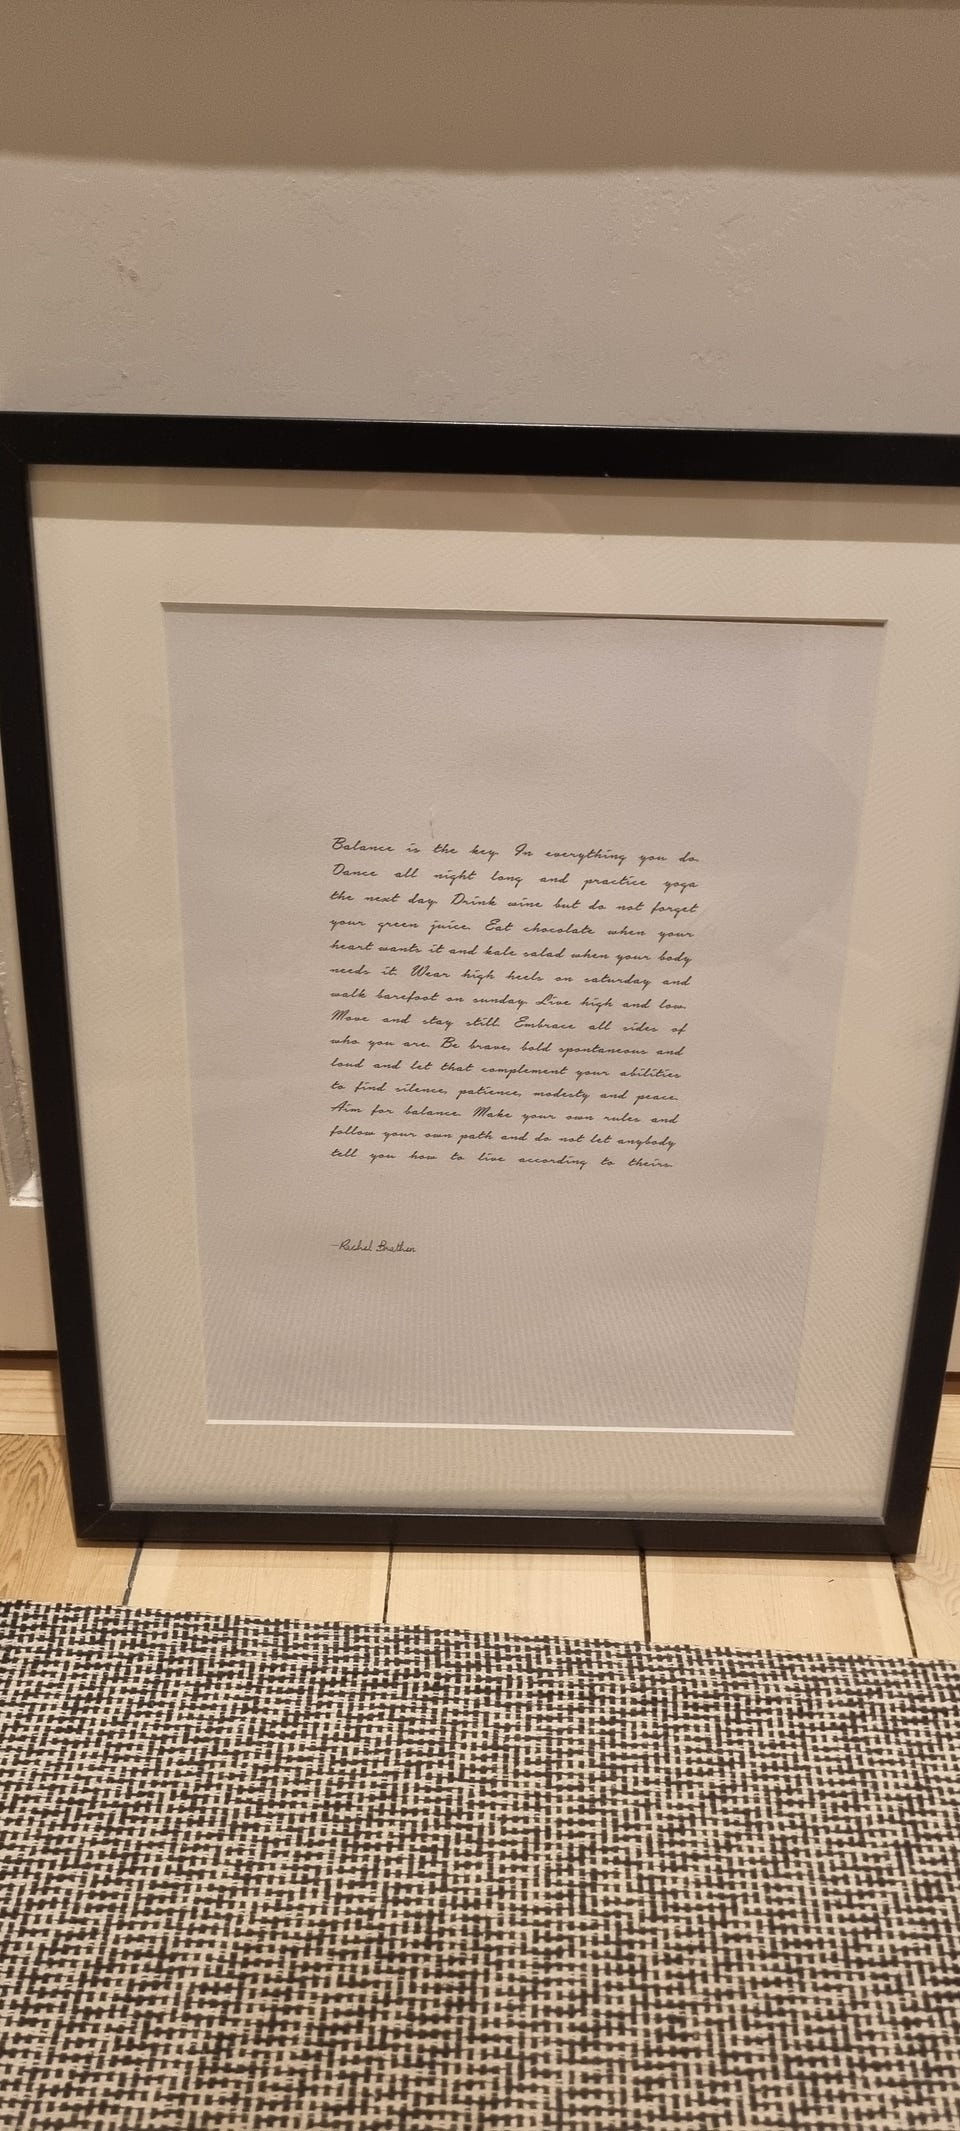 Balance is the key. In everything you do.
Dance all night long and practice yoga
the next day. Drink wine but do not forget
your green juice. Eat chocolate when your
heart wants it and kale salad when your body
needs it. Wear high heels on saturday and
walk barefoot on sunday. Live high and low.
Move and stay still. Embrace all sides of
who you are. Be brave, bold spontaneous and
loud and let that complement your abilities
to find silence, patience, modesty and peace.
Aim for balance. Make your own rules and
follow your own path and do not let anybody
tell you how to live according to theirs.
-Rachel Brathen